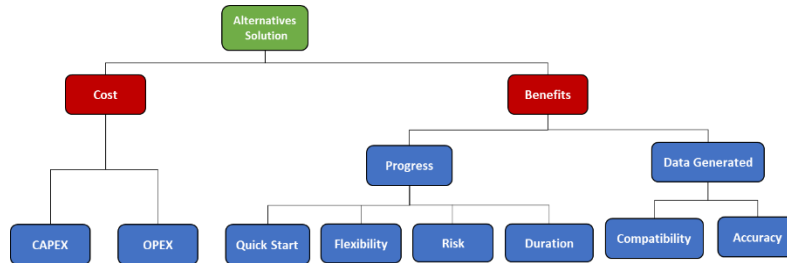 Alternatives
Solution
Cost
Benefits
Progress
Data Generated
CAPEX
OPEX
Quick Start
Flexibility
Risk
Duration
Compatibility
Accuracy